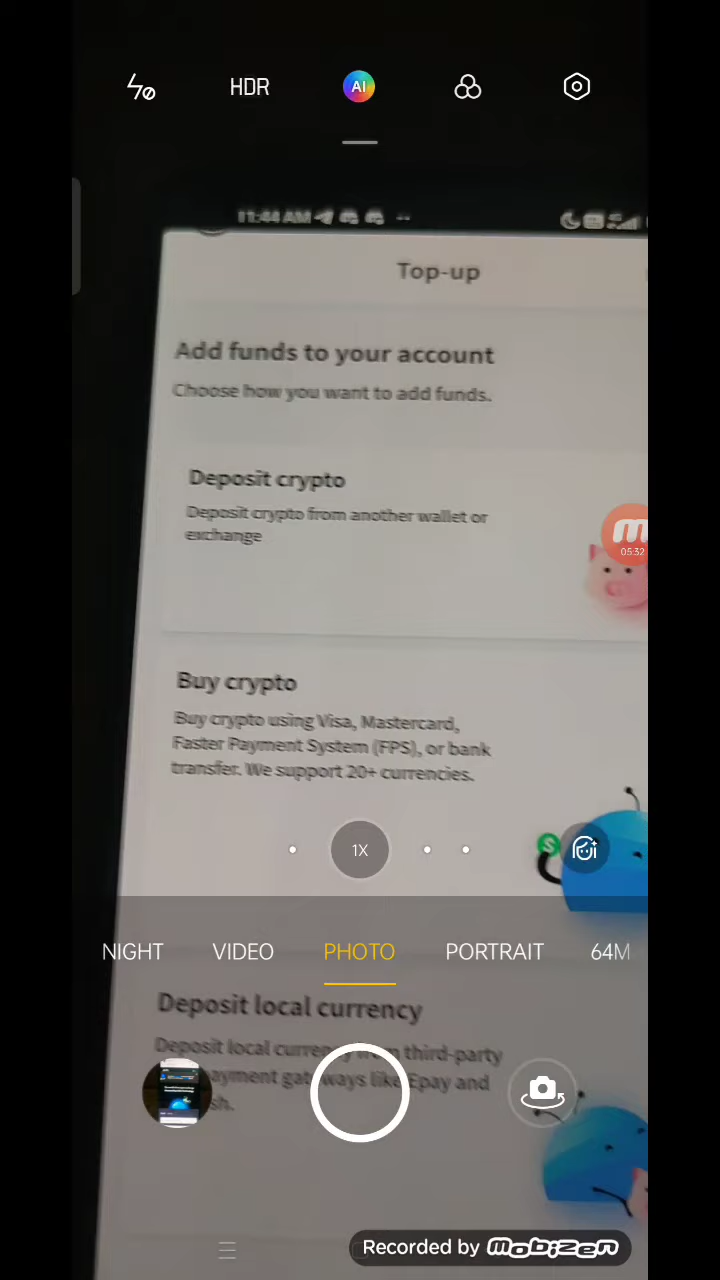 HDR
AI
11:44 AM
Top-up
Add funds to your account
Choose how you want to add funds.
Deposit crypto
Deposit crypto from another wallet or
exchange
05:32
Buy crypto
Buy crypto using Visa, Mastercard,
Faster Payment System (FPS), or bank
transfer. We support 20+ currencies.
1X
NIGHT VIDEO PHOTO PORTRAIT 64M
Deposit local currency
Deposit local currency from third-party
payment gateways like Epay and
sh.
Recorded by mobizen